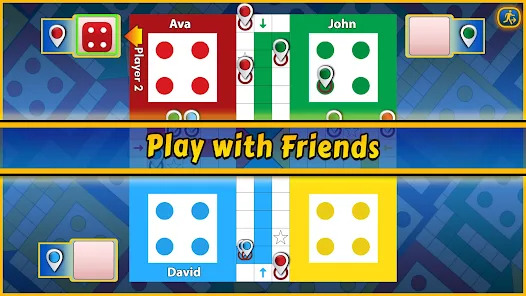 Ava
John
Player 2
Play with Friends
David